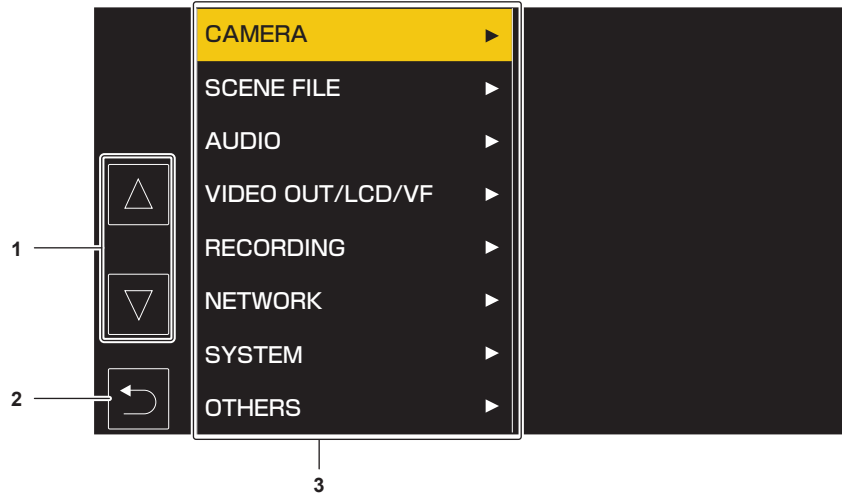 CAMERA
SCENE FILE
AUDIO
VIDEO OUT/LCD/VF
RECORDING
NETWORK
SYSTEM
OTHERS
1
2
3